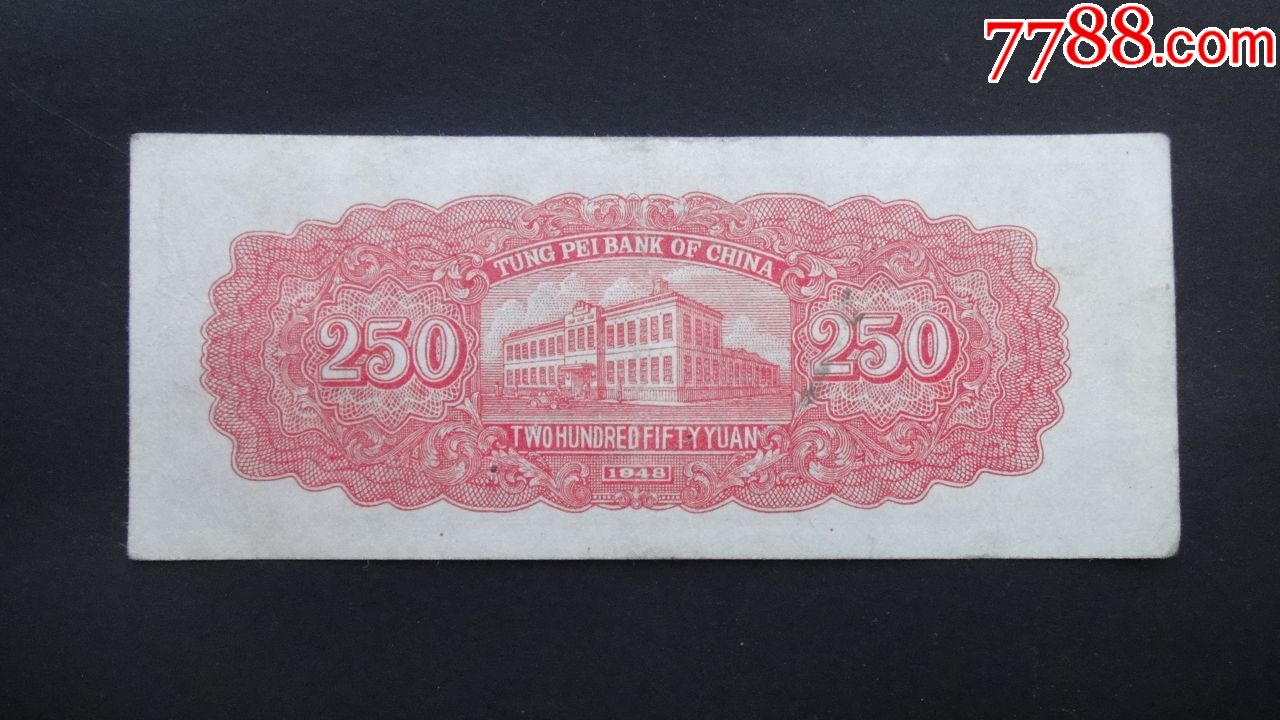 7788.com
TUNG PEI BANK OF CHINA
250
250
TWO HUNDRED FIFTY YUAN
1948